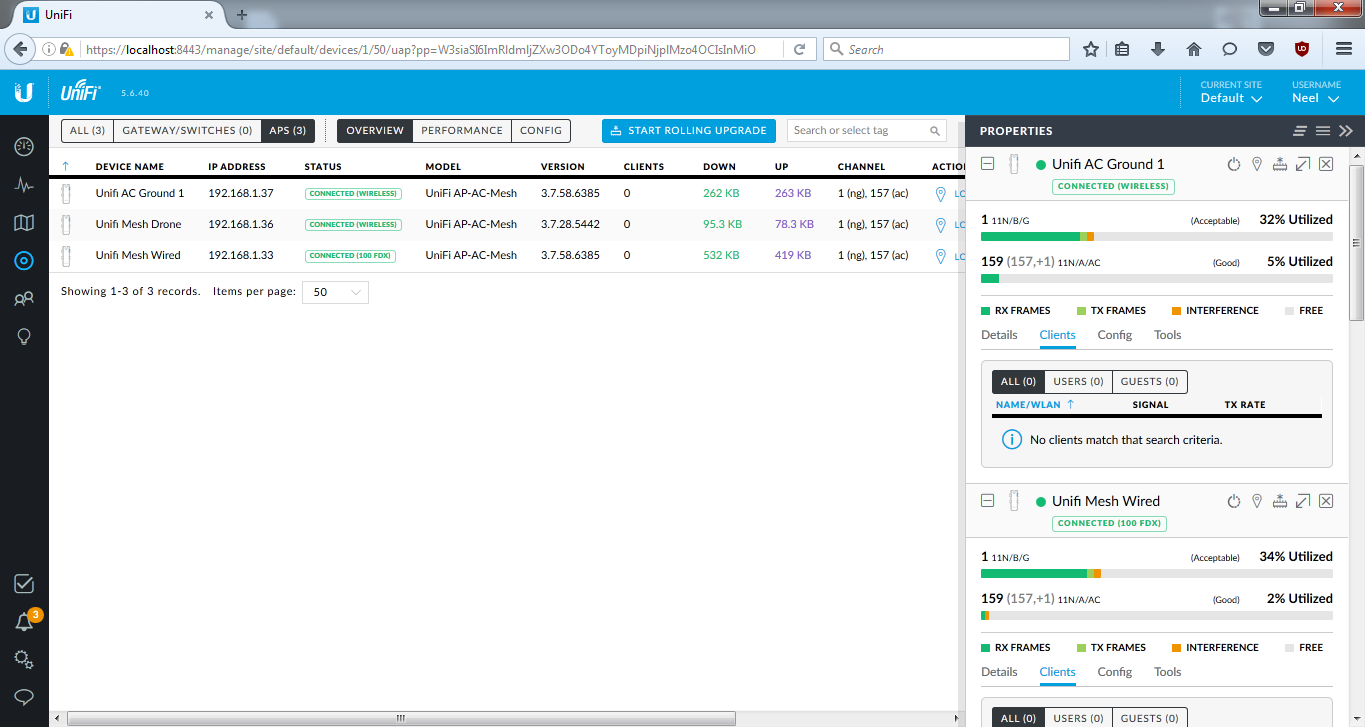 UniFi
https://localhost:8443/manage/site/default/devices/1/50/uap?pp=W3siaSI6ImRldmljZXw3ODo4YToyMDpiNjplMzo4OCIsInMiO
Search
UniFi 5.6.40
CURRENT SITE USERNAME
Default Neel
ALL (3) GATEWAY/SWITCHES (0) APS (3) OVERVIEW PERFORMANCE CONFIG START ROLLING UPGRADE Search or select tag
DEVICE NAME IP ADDRESS STATUS MODEL VERSION CLIENTS DOWN UP CHANNEL ACTIO
Unifi AC Ground 1 192.168.1.37 CONNECTED (WIRELESS) UniFi AP-AC-Mesh 3.7.58.6385 0 262 KB 263 KB 1 (ng), 157 (ac) LO
Unifi Mesh Drone 192.168.1.36 CONNECTED (WIRELESS) UniFi AP-AC-Mesh 3.7.28.5442 0 95.3 KB 78.3 KB 1 (ng), 157 (ac) LO
Unifi Mesh Wired 192.168.1.33 CONNECTED (100 FDX) UniFi AP-AC-Mesh 3.7.58.6385 0 532 KB 419 KB 1 (ng), 157 (ac) LO
Showing 1-3 of 3 records. Items per page: 50
3
PROPERTIES
Unifi AC Ground 1
CONNECTED (WIRELESS)
1 11N/B/G (Acceptable) 32% Utilized
159 (157,+1) 11N/A/AC (Good) 5% Utilized
RX FRAMES TX FRAMES INTERFERENCE FREE
Details Clients Config Tools
ALL (0) USERS (0) GUESTS (0)
NAME/WLAN SIGNAL TX RATE
No clients match that search criteria.
Unifi Mesh Wired
CONNECTED (100 FDX)
1 11N/B/G (Acceptable) 34% Utilized
159 (157,+1) 11N/A/AC (Good) 2% Utilized
RX FRAMES TX FRAMES INTERFERENCE FREE
Details Clients Config Tools
ALL (0) USERS (0) GUESTS (0)